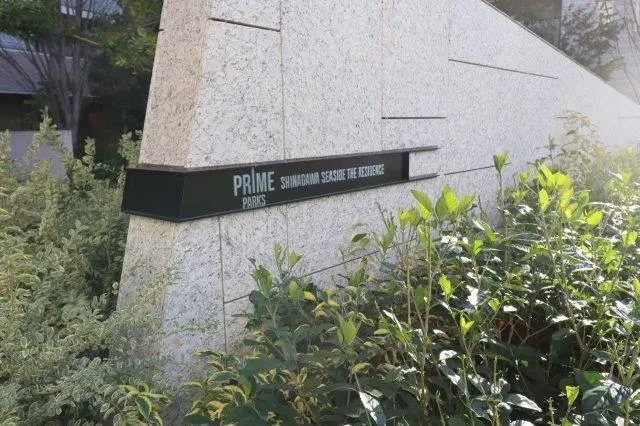 PRIME SHINAGAWA SEASIDE THE RESIDENCE
PARKS